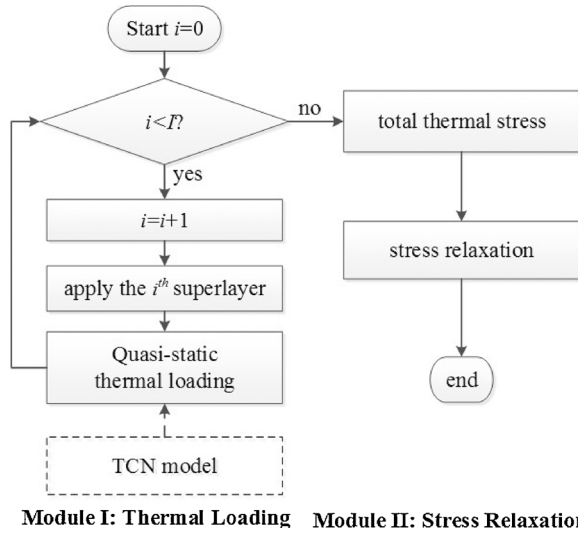 Start i=0
i<I?
no
yes
total thermal stress
i=i+1
stress relaxation
apply the iᵗʰ superlayer
Quasi-static
thermal loading
end
TCN model
Module I: Thermal Loading
Module II: Stress Relaxation